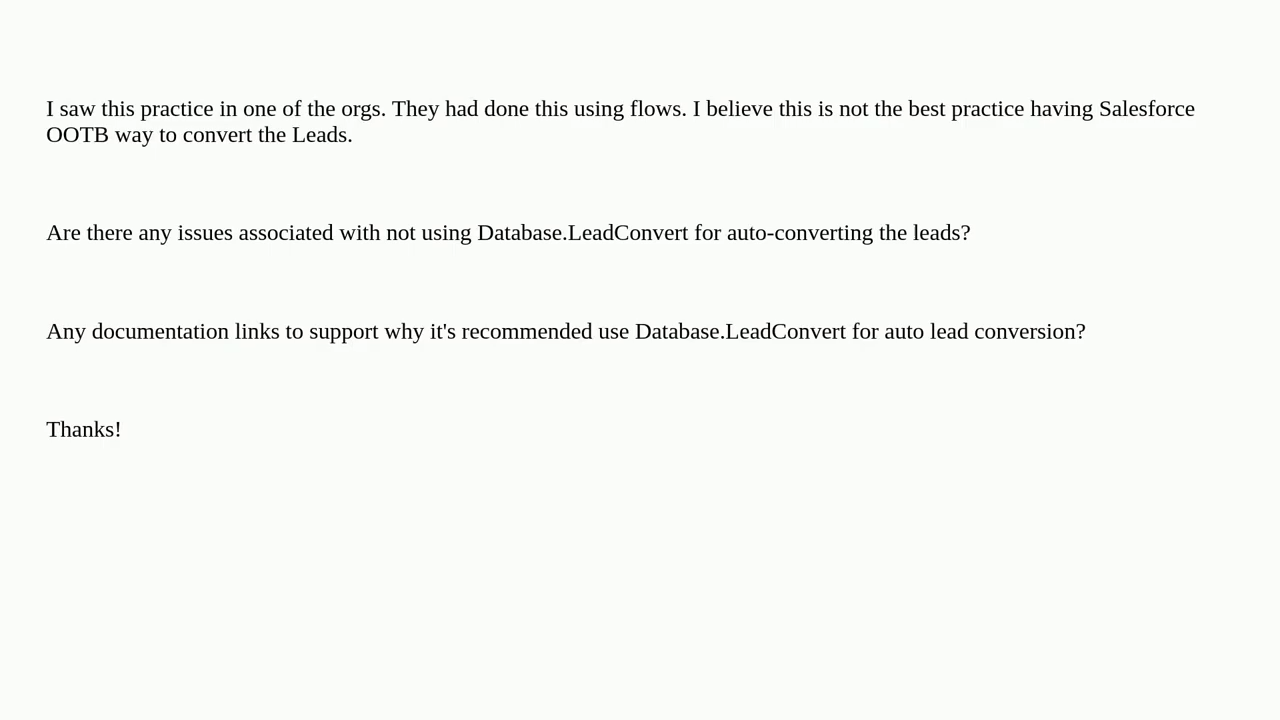 I saw this practice in one of the orgs. They had done this using flows. I believe this is not the best practice having Salesforce
OOTB way to convert the Leads.
Are there any issues associated with not using Database.LeadConvert for auto-converting the leads?
Any documentation links to support why it's recommended use Database.LeadConvert for auto lead conversion?
Thanks!